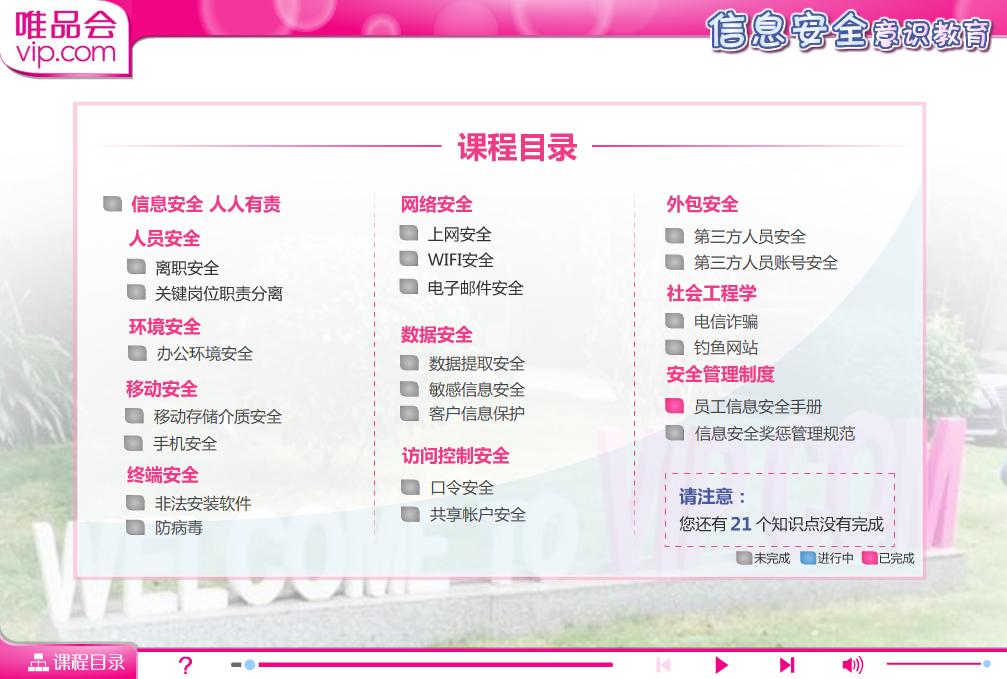 唯品会
vip.com
信息安全意识教育
课程目录
信息安全 人人有责
人员安全
离职安全
关键岗位职责分离
环境安全
办公环境安全
移动安全
移动存储介质安全
手机安全
终端安全
非法安装软件
防病毒
网络安全
上网安全
WIFI安全
电子邮件安全
数据安全
数据提取安全
敏感信息安全
客户信息保护
访问控制安全
口令安全
共享帐户安全
外包安全
第三方人员安全
第三方人员账号安全
社会工程学
电信诈骗
钓鱼网站
安全管理制度
员工信息安全手册
信息安全奖惩管理规范
请注意：
您还有 21 个知识点没有完成
未完成 进行中 已完成
WELCOME TO VIP.COM
课程目录
?